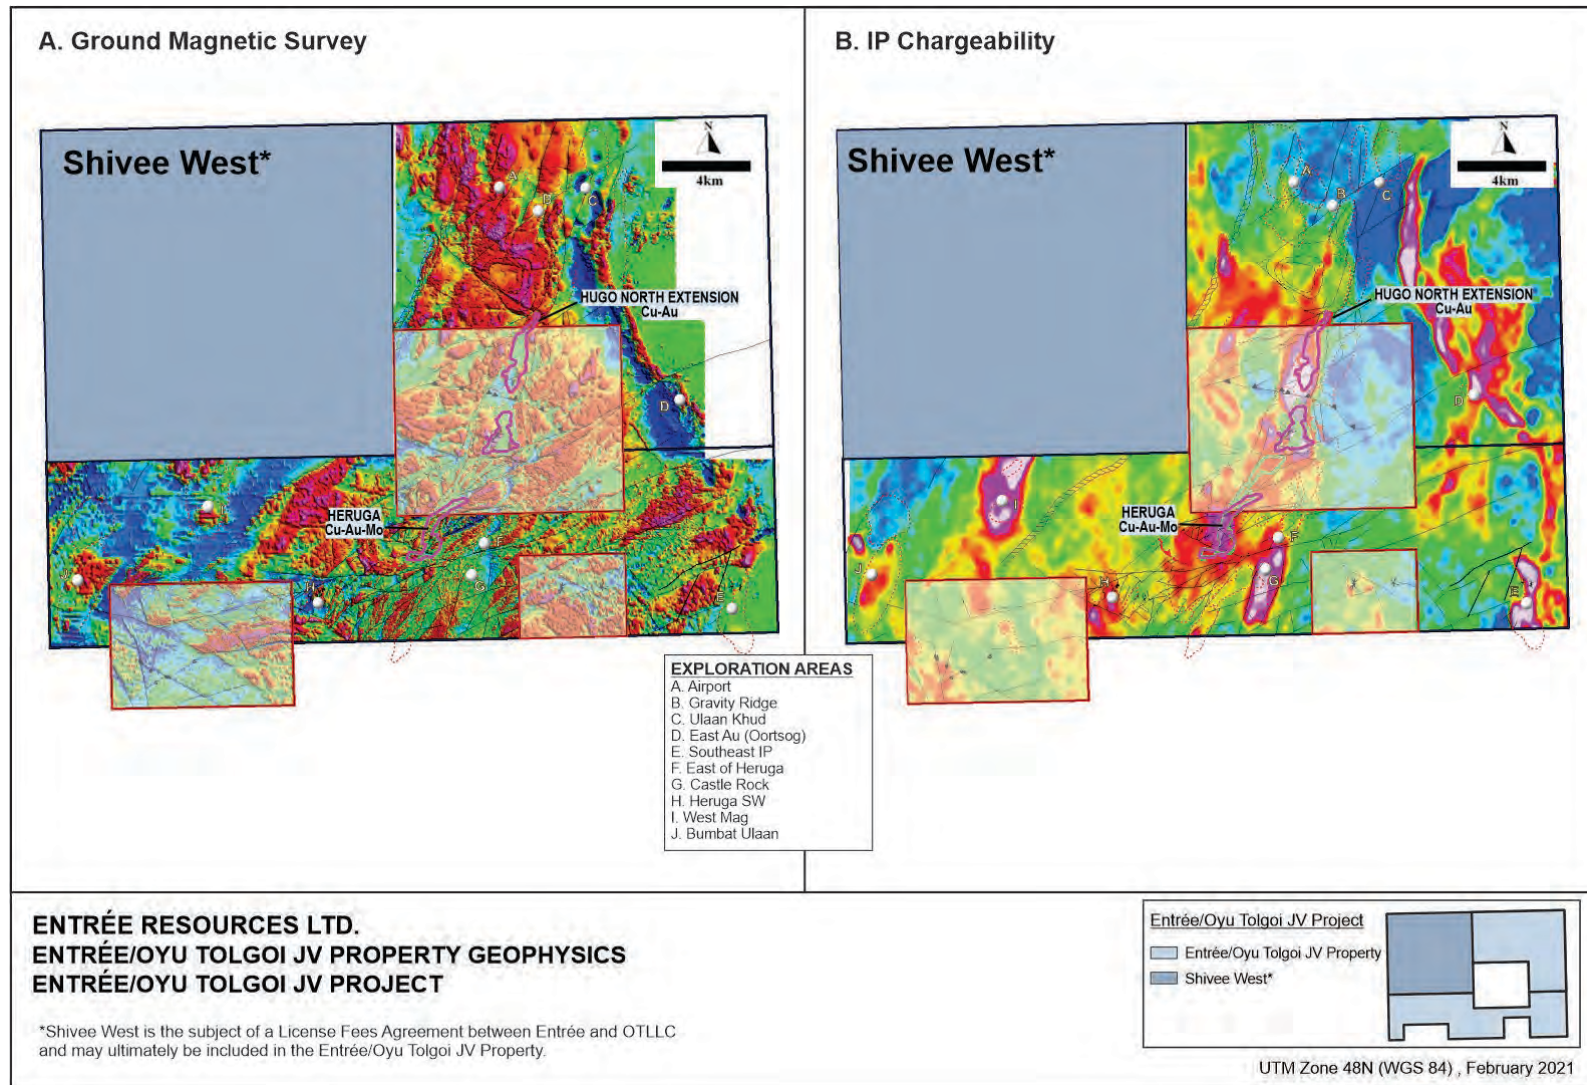 A. Ground Magnetic Survey
Shivee West*
N
4km
A
D
C
HUGO NORTH EXTENSION
Cu-Au
D
I
HERUGA
Cu-Au-Mo
F
J
G
H
E
B. IP Chargeability
Shivee West*
N
4km
A
B
C
HUGO NORTH EXTENSION
Cu-Au
D
I
HERUGA
Cu-Au-Mo
F
J
G
H
E
EXPLORATION AREAS
A. Airport
B. Gravity Ridge
C. Ulaan Khud
D. East Au (Oortsog)
E. Southeast IP
F. East of Heruga
G. Castle Rock
H. Heruga SW
I. West Mag
J. Bumbat Ulaan
ENTRÉE RESOURCES LTD.
ENTRÉE/OYU TOLGOI JV PROPERTY GEOPHYSICS
ENTRÉE/OYU TOLGOI JV PROJECT
*Shivee West is the subject of a License Fees Agreement between Entrée and OTLLC
and may ultimately be included in the Entrée/Oyu Tolgoi JV Property.
Entrée/Oyu Tolgoi JV Project
Entrée/Oyu Tolgoi JV Property
Shivee West*
UTM Zone 48N (WGS 84) , February 2021